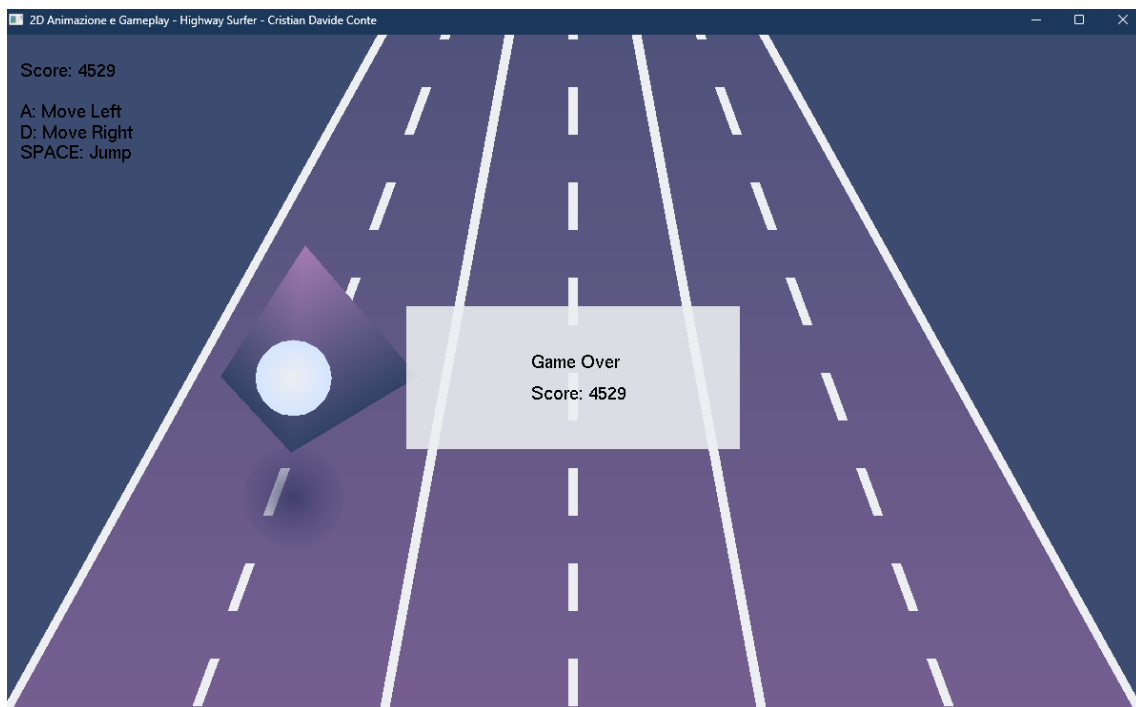 2D Animazione e Gameplay - Highway Surfer - Cristian Davide Conte
Score: 4529
A: Move Left
D: Move Right
SPACE: Jump
Game Over
Score: 4529